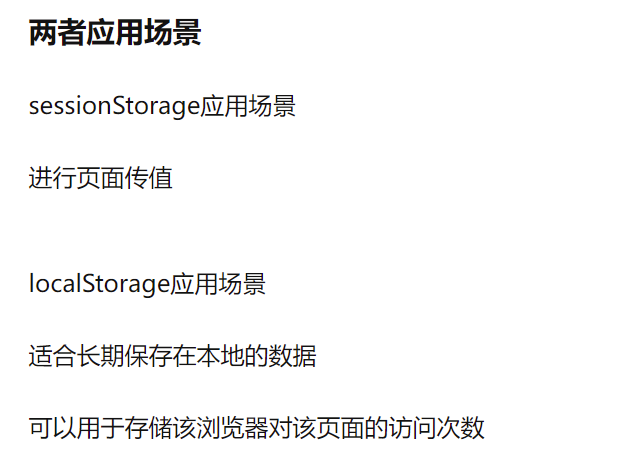 两者应用场景
sessionStorage应用场景
进行页面传值
localStorage应用场景
适合长期保存在本地的数据
可以用于存储该浏览器对该页面的访问次数